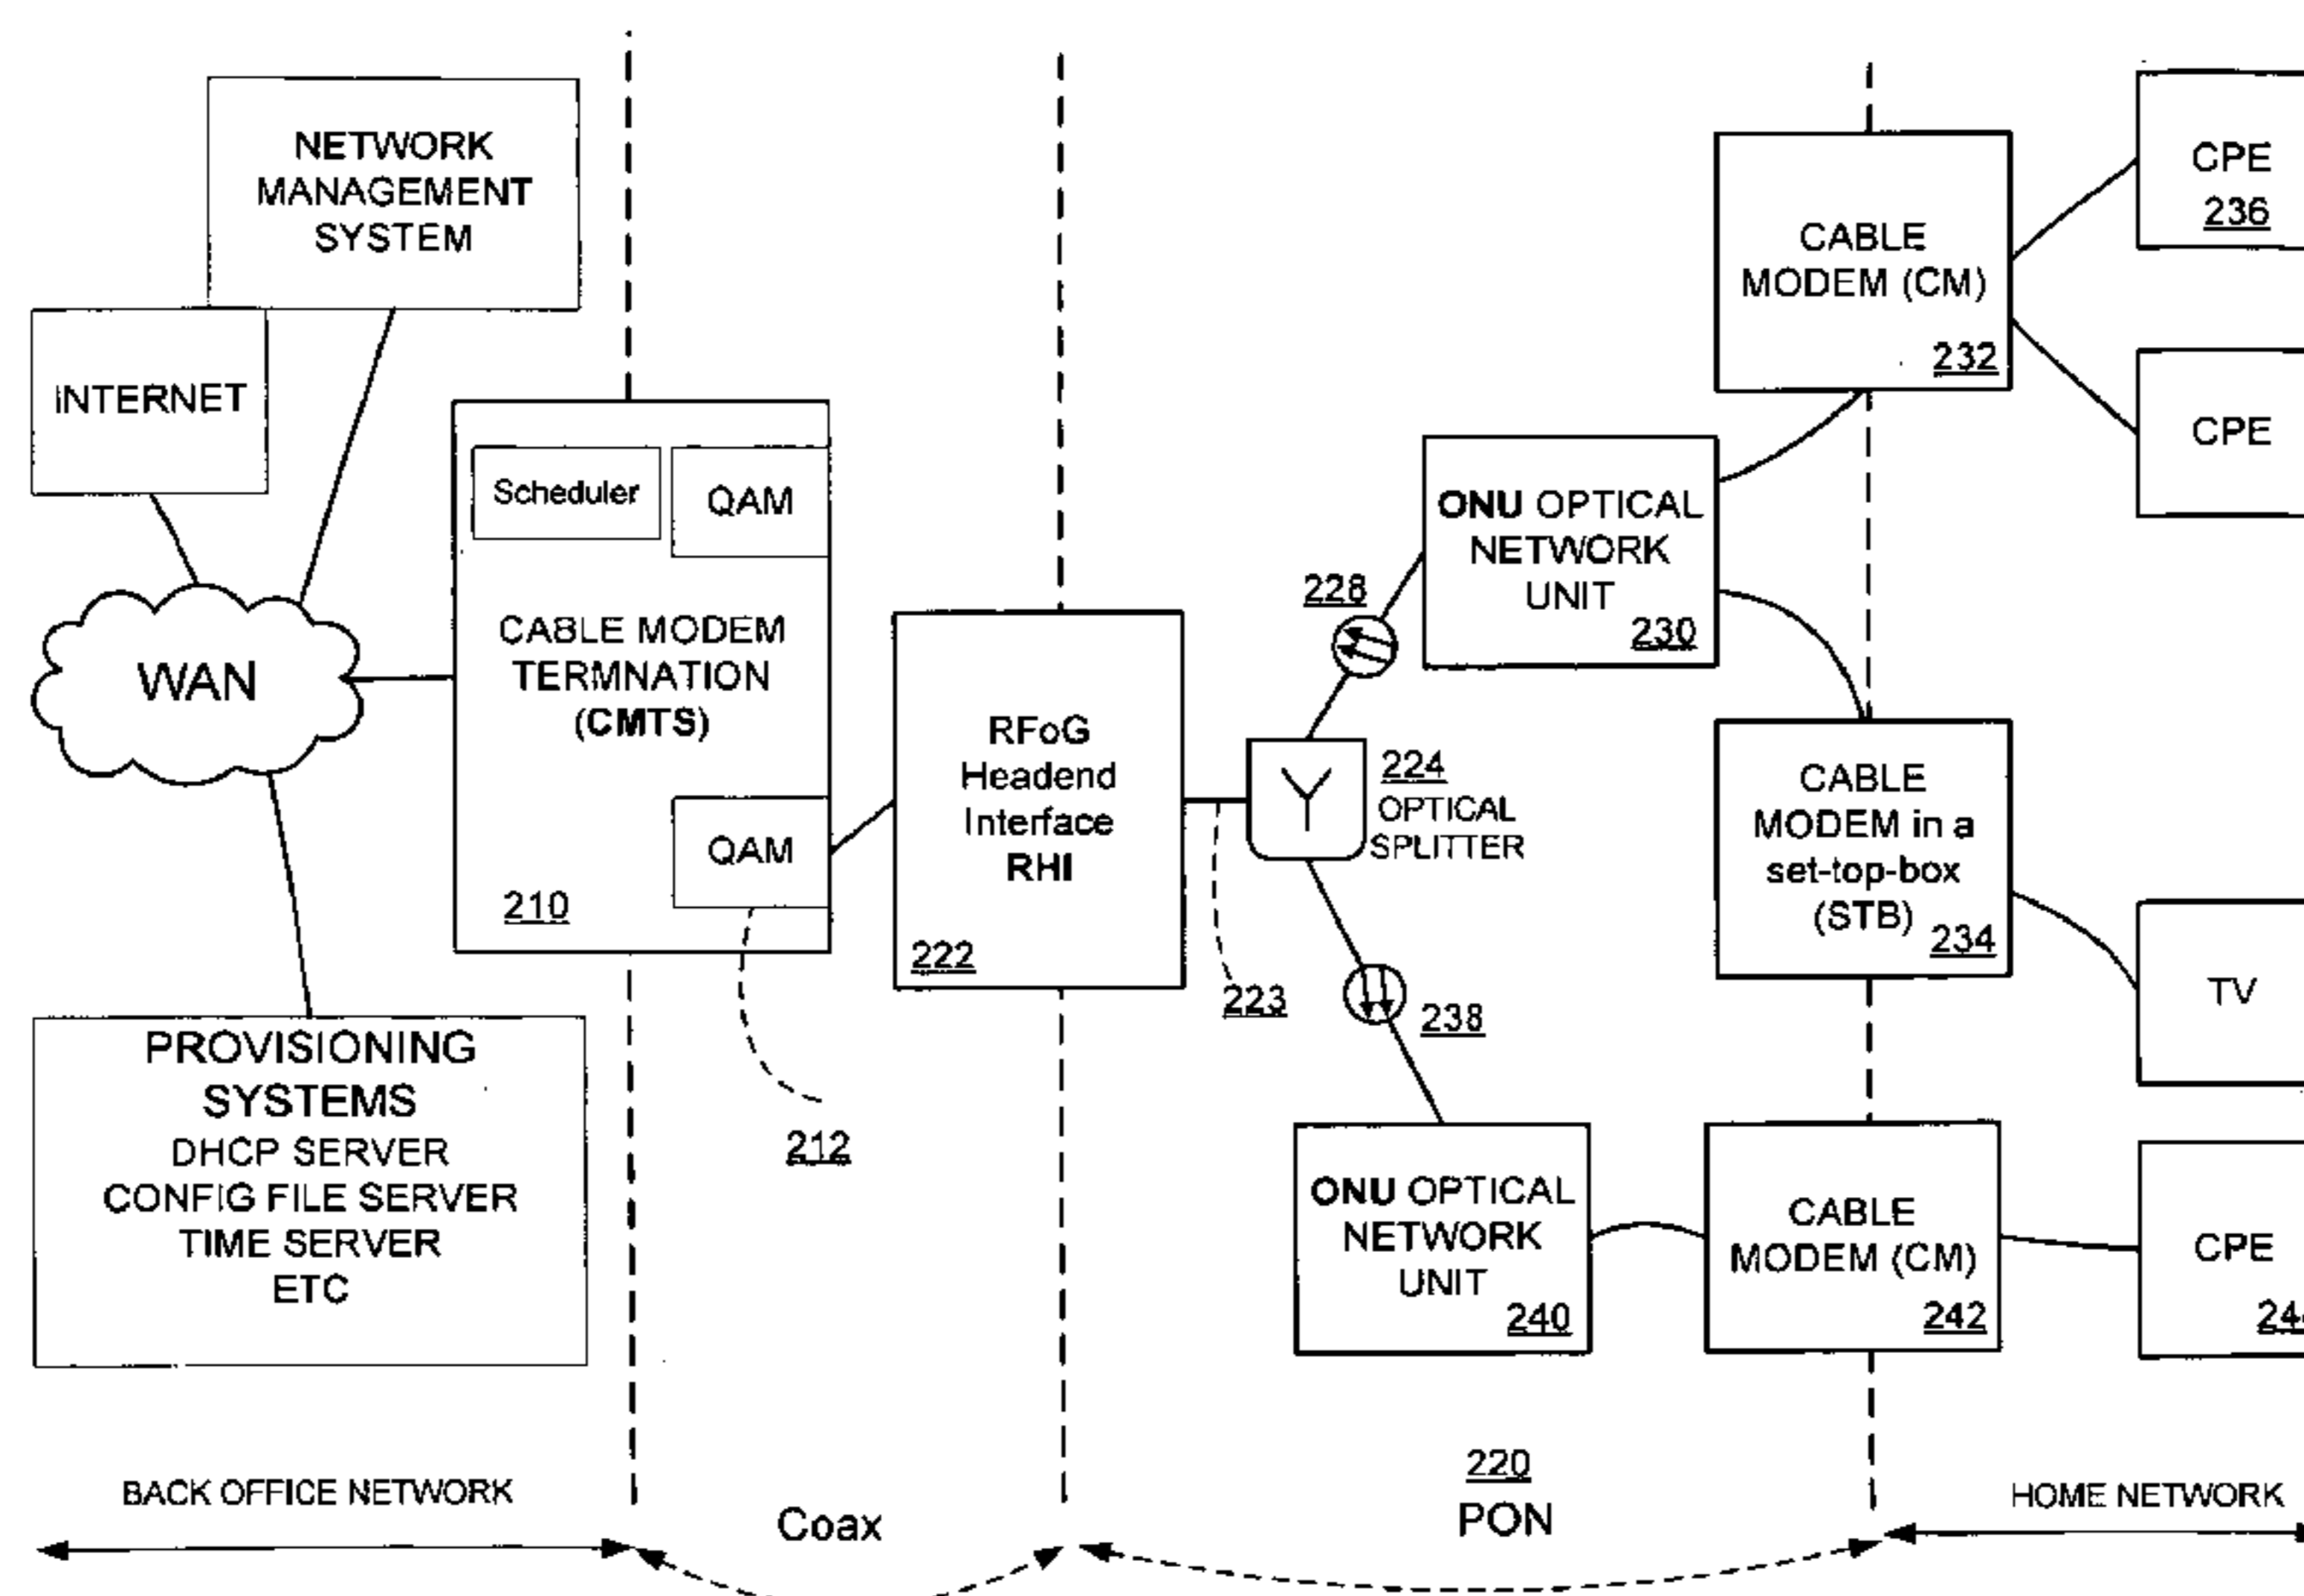 NETWORK
MANAGEMENT
SYSTEM
INTERNET
WAN
PROVISIONING
SYSTEMS
DHCP SERVER
CONFIG FILE SERVER
TIME SERVER
ETC
BACK OFFICE NETWORK
Scheduler
QAM
CABLE MODEM
TERMNATION
(CMTS)
QAM
210
212
Coax
RFoG
Headend
Interface
RHI
222
223
224
OPTICAL
SPLITTER
228
238
ONU OPTICAL
NETWORK
UNIT
230
ONU OPTICAL
NETWORK
UNIT
240
220
PON
CABLE
MODEM (CM)
232
CABLE
MODEM in a
set-top-box
(STB)
234
CABLE
MODEM (CM)
242
CPE
236
CPE
TV
CPE
HOME NETWORK